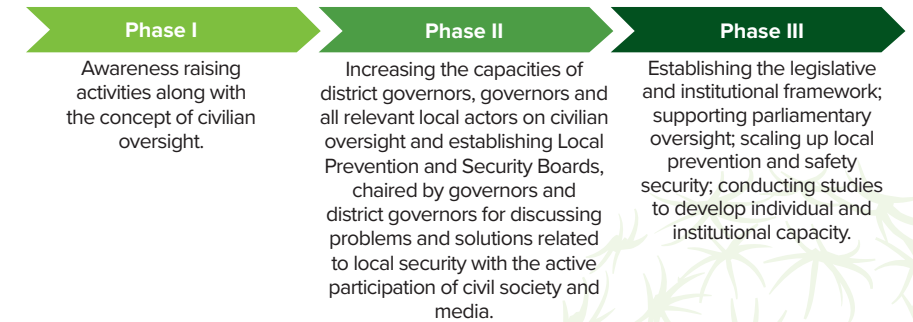 Phase I
Awareness raising
activities along with
the concept of civilian
oversight.
Phase II
Increasing the capacities of
district governors, governors and
all relevant local actors on civilian
oversight and establishing Local
Prevention and Security Boards,
chaired by governors and
district governors for discussing
problems and solutions related
to local security with the active
participation of civil society and
media.
Phase III
Establishing the legislative
and institutional framework;
supporting parliamentary
oversight; scaling up local
prevention and safety
security; conducting studies
to develop individual and
institutional capacity.